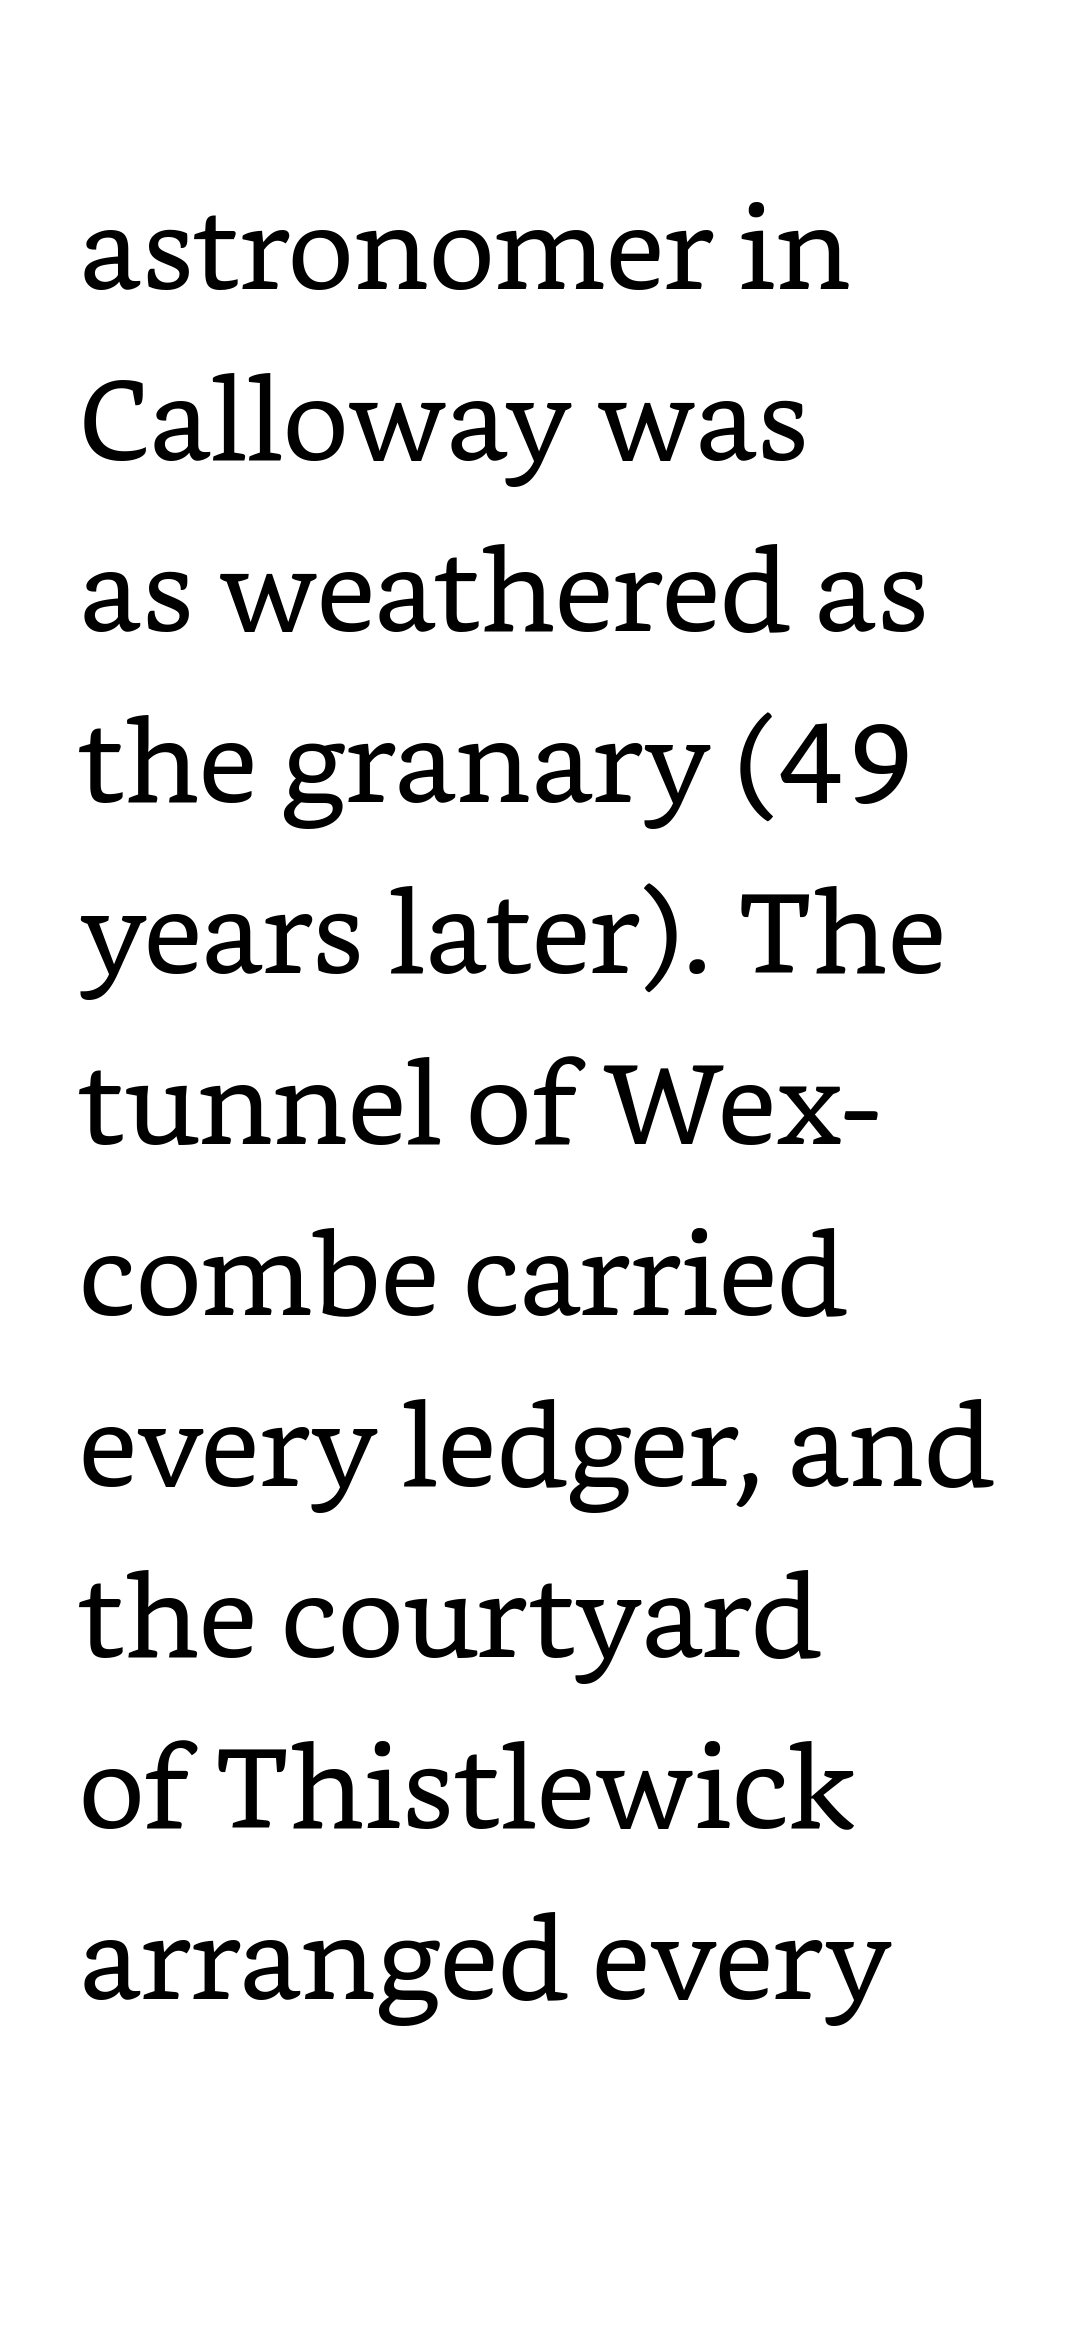 astronomer in
Calloway was
as weathered as
the granary (49
years later). The
tunnel of Wex-
combe carried
every ledger, and
the courtyard
of Thistlewick
arranged every